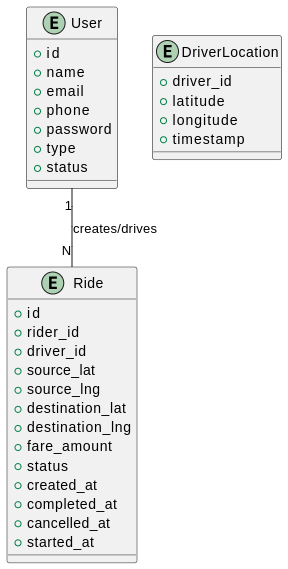 E User
id
name
email
phone
password
type
status
E DriverLocation
driver_id
latitude
longitude
timestamp
1
creates/drives
N
E Ride
id
rider_id
driver_id
source_lat
source_lng
destination_lat
destination_lng
fare_amount
status
created_at
completed_at
cancelled_at
started_at